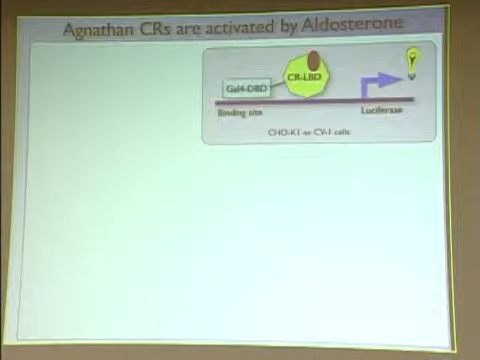 Agnathan CRs are activated by Aldosterone
CR-LBD
Gal4-DBD
Binding site
Luciferase
CHO-K1 or CV-1 cells